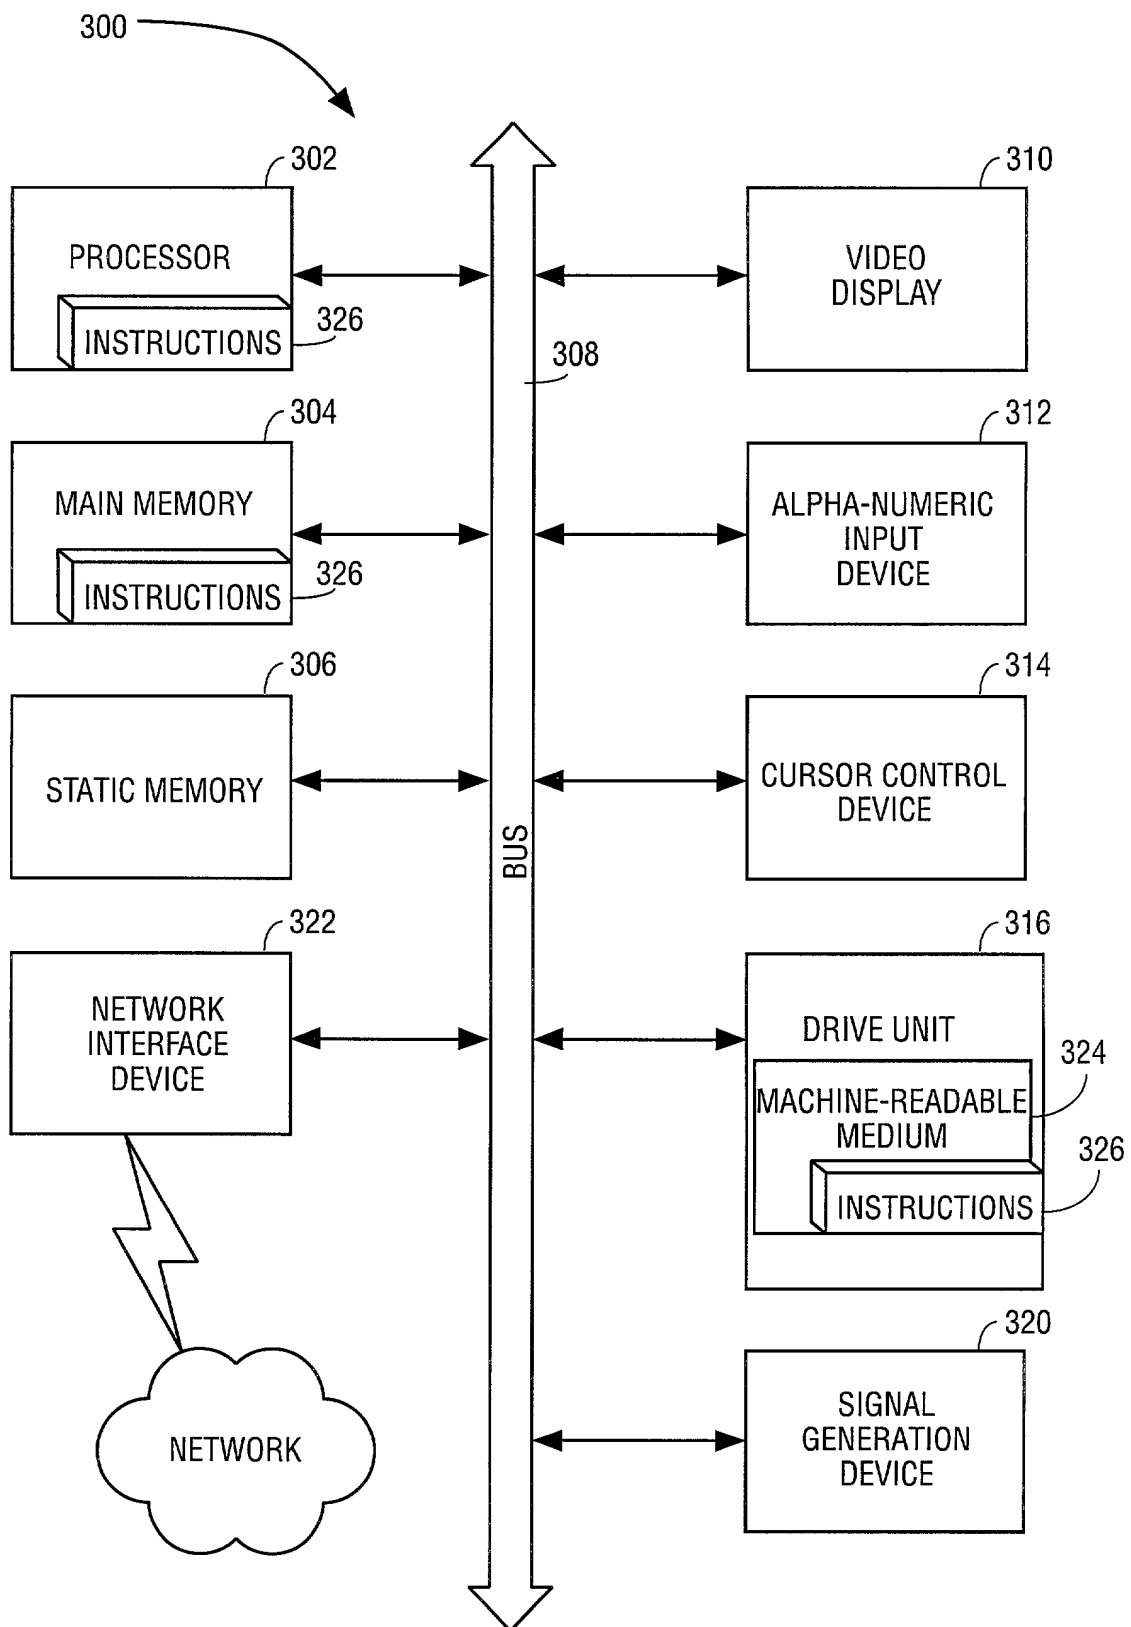 300
302
PROCESSOR
INSTRUCTIONS
326
304
MAIN MEMORY
INSTRUCTIONS
326
306
STATIC MEMORY
322
NETWORK
INTERFACE
DEVICE
NETWORK
308
BUS
310
VIDEO
DISPLAY
312
ALPHA-NUMERIC
INPUT
DEVICE
314
CURSOR CONTROL
DEVICE
316
DRIVE UNIT
324
MACHINE-READABLE
MEDIUM
326
INSTRUCTIONS
320
SIGNAL
GENERATION
DEVICE